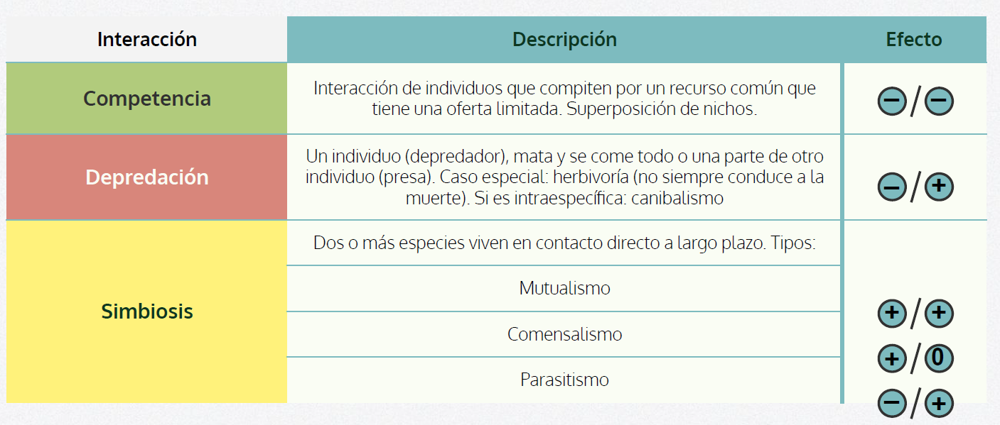 Interacción
Descripción
Efecto
Competencia
Interacción de individuos que compiten por un recurso común que
tiene una oferta limitada. Superposición de nichos.
−/−
Depredación
Un individuo (depredador), mata y se come todo o una parte de otro
individuo (presa). Caso especial: herbivoría (no siempre conduce a la
muerte). Si es intraespecífica: canibalismo
−/+
Simbiosis
Dos o más especies viven en contacto directo a largo plazo. Tipos:
Mutualismo
+/+
Comensalismo
+/0
Parasitismo
−/+